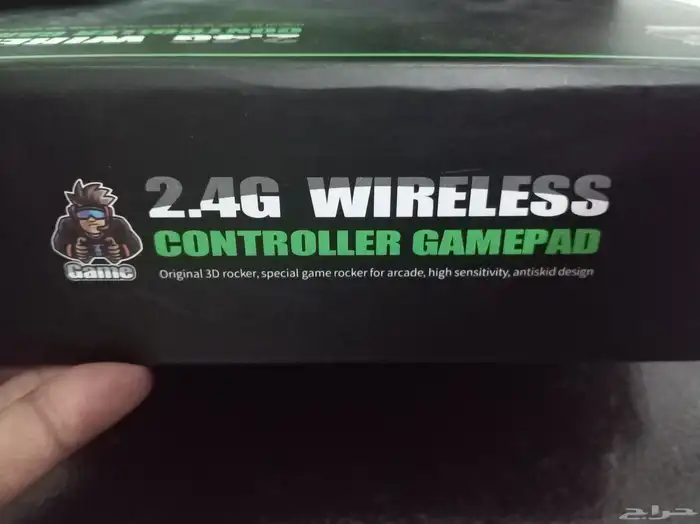 2.4G WIRELESS
CONTROLLER GAMEPAD
Game
Original 3D rocker, special game rocker for arcade, high sensitivity, antiskid design
حراج